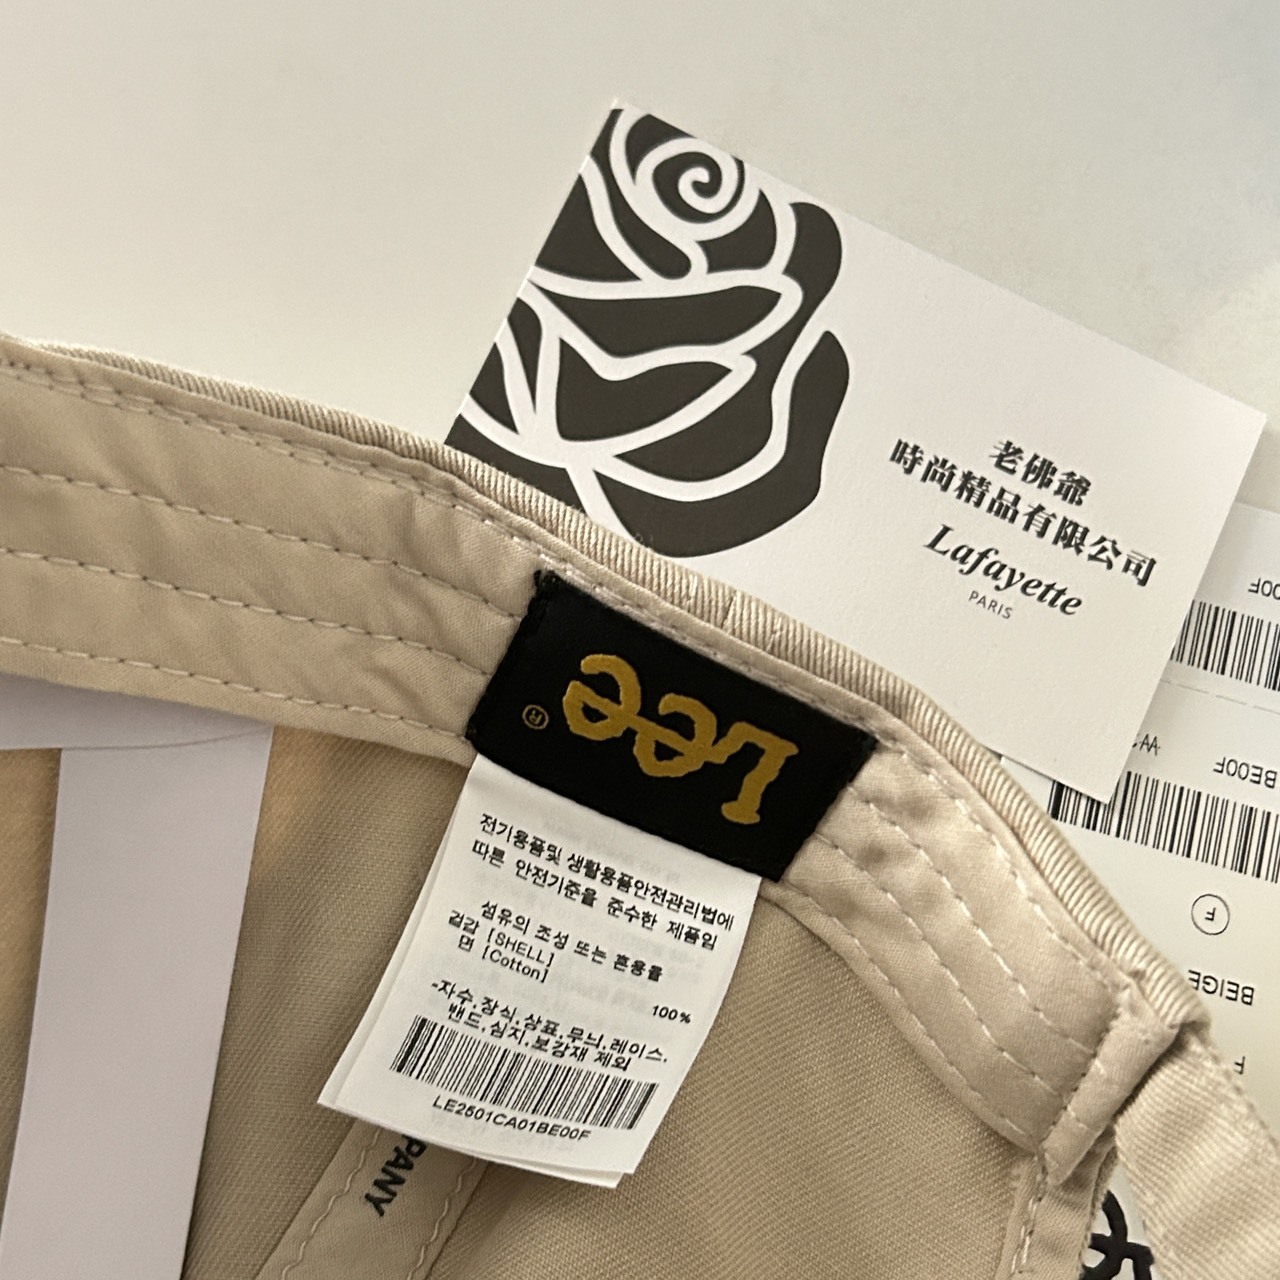 老佛爺
時尚精品有限公司
Lafayette
PARIS
Lee
®
전기용품및 생활용품안전관리법에
따른 안전기준을 준수한 제품임
섬유의 조성 또는 혼용율
겉감 [SHELL]
면 [Cotton] 100%
-자수,장식,상표,무늬,레이스,
밴드,심지,보강재 제외
LE2501CA01BE00F
PANY
BE00F
F
BEIGE
F